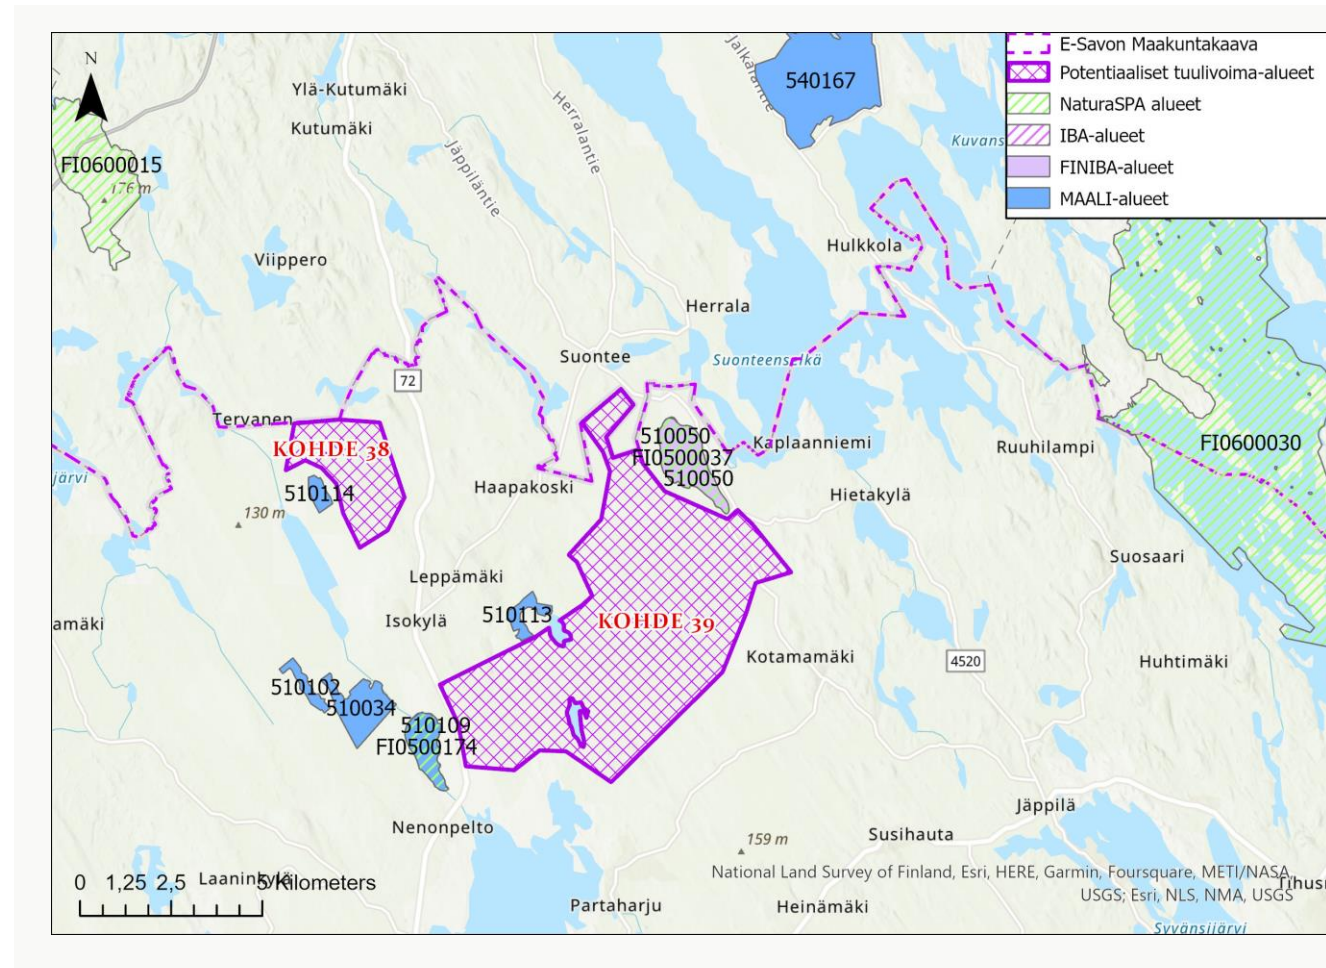 N
E-Savon Maakuntakaava
Potentiaaliset tuulivoima-alueet
NaturaSPA alueet
IBA-alueet
FINIBA-alueet
MAALI-alueet
540167
Jalkalantie
Ylä-Kutumäki
Kutumäki
Herralantie
Jäppiläntie
Kuvans
FI0600015
176 m
Viippero
Hulkkola
Herrala
Suontee
Suonteenselkä
72
Tervanen
KOHDE 38
510050
FI0500037
510050
Kaplaanniemi
Ruuhilampi
FI0600030
järvi
510114
130 m
Haapakoski
Hietakylä
Suosaari
Leppämäki
510113
Isokylä
KOHDE 39
amäki
Kotamamäki
4520
Huhtimäki
510102
510034
510109
FI0500174
Jäppilä
Nenonpelto
159 m
Susihauta
0 1,25 2,5 5 Kilometers
Laaninkylä
National Land Survey of Finland, Esri, HERE, Garmin, Foursquare, METI/NASA,
USGS; Esri, NLS, NMA, USGS
Tihus
Partaharju
Heinämäki
Syvänsijärvi